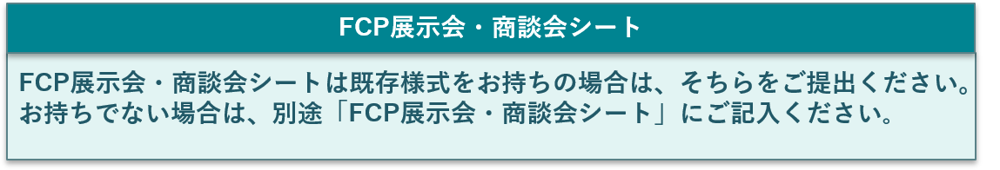 FCP展示会・商談会シート
FCP展示会・商談会シートは既存様式をお持ちの場合は、そちらをご提出ください。
お持ちでない場合は、別途「FCP展示会・商談会シート」にご記入ください。